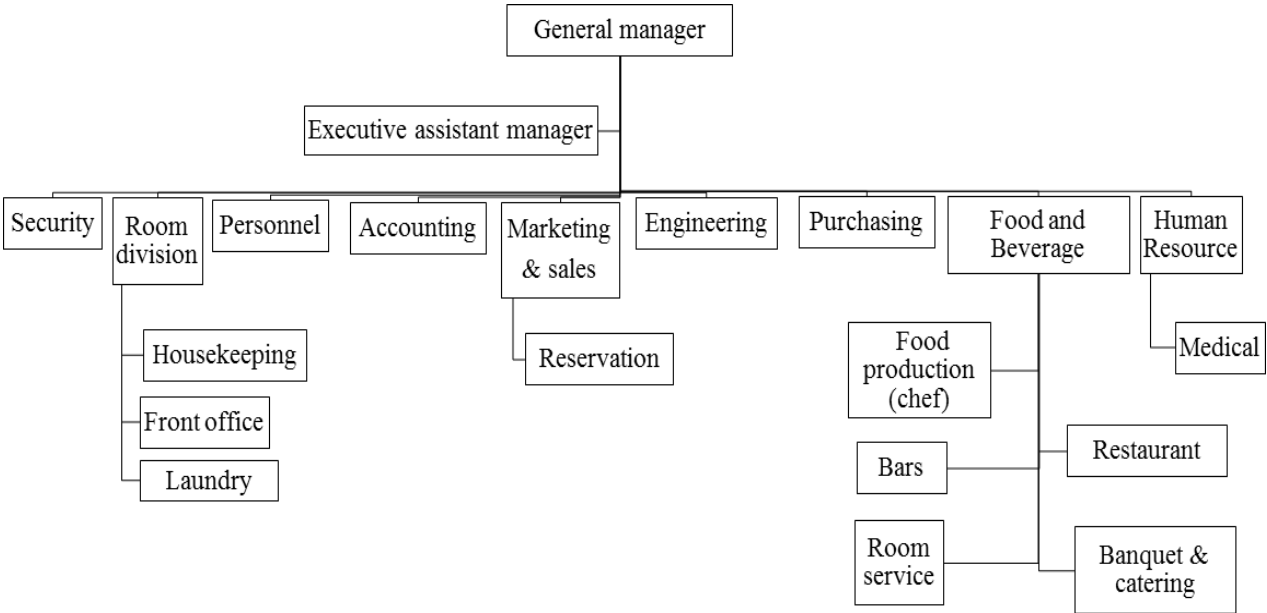 General manager
Executive assistant manager
Security
Room
division
Personnel
Accounting
Marketing
& sales
Engineering
Purchasing
Food and
Beverage
Human
Resource
Housekeeping
Front office
Laundry
Reservation
Food
production
(chef)
Bars
Room
service
Restaurant
Banquet &
catering
Medical